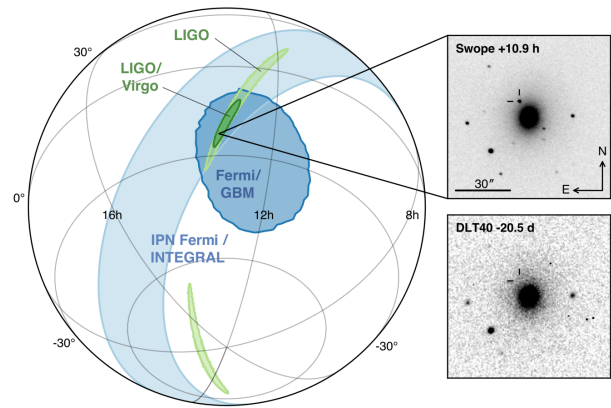 30°
LIGO
LIGO/
Virgo
Fermi/
GBM
0°
16h
12h
8h
IPN Fermi /
INTEGRAL
-30°
-30°
Swope +10.9 h
N
30″
E
DLT40 -20.5 d